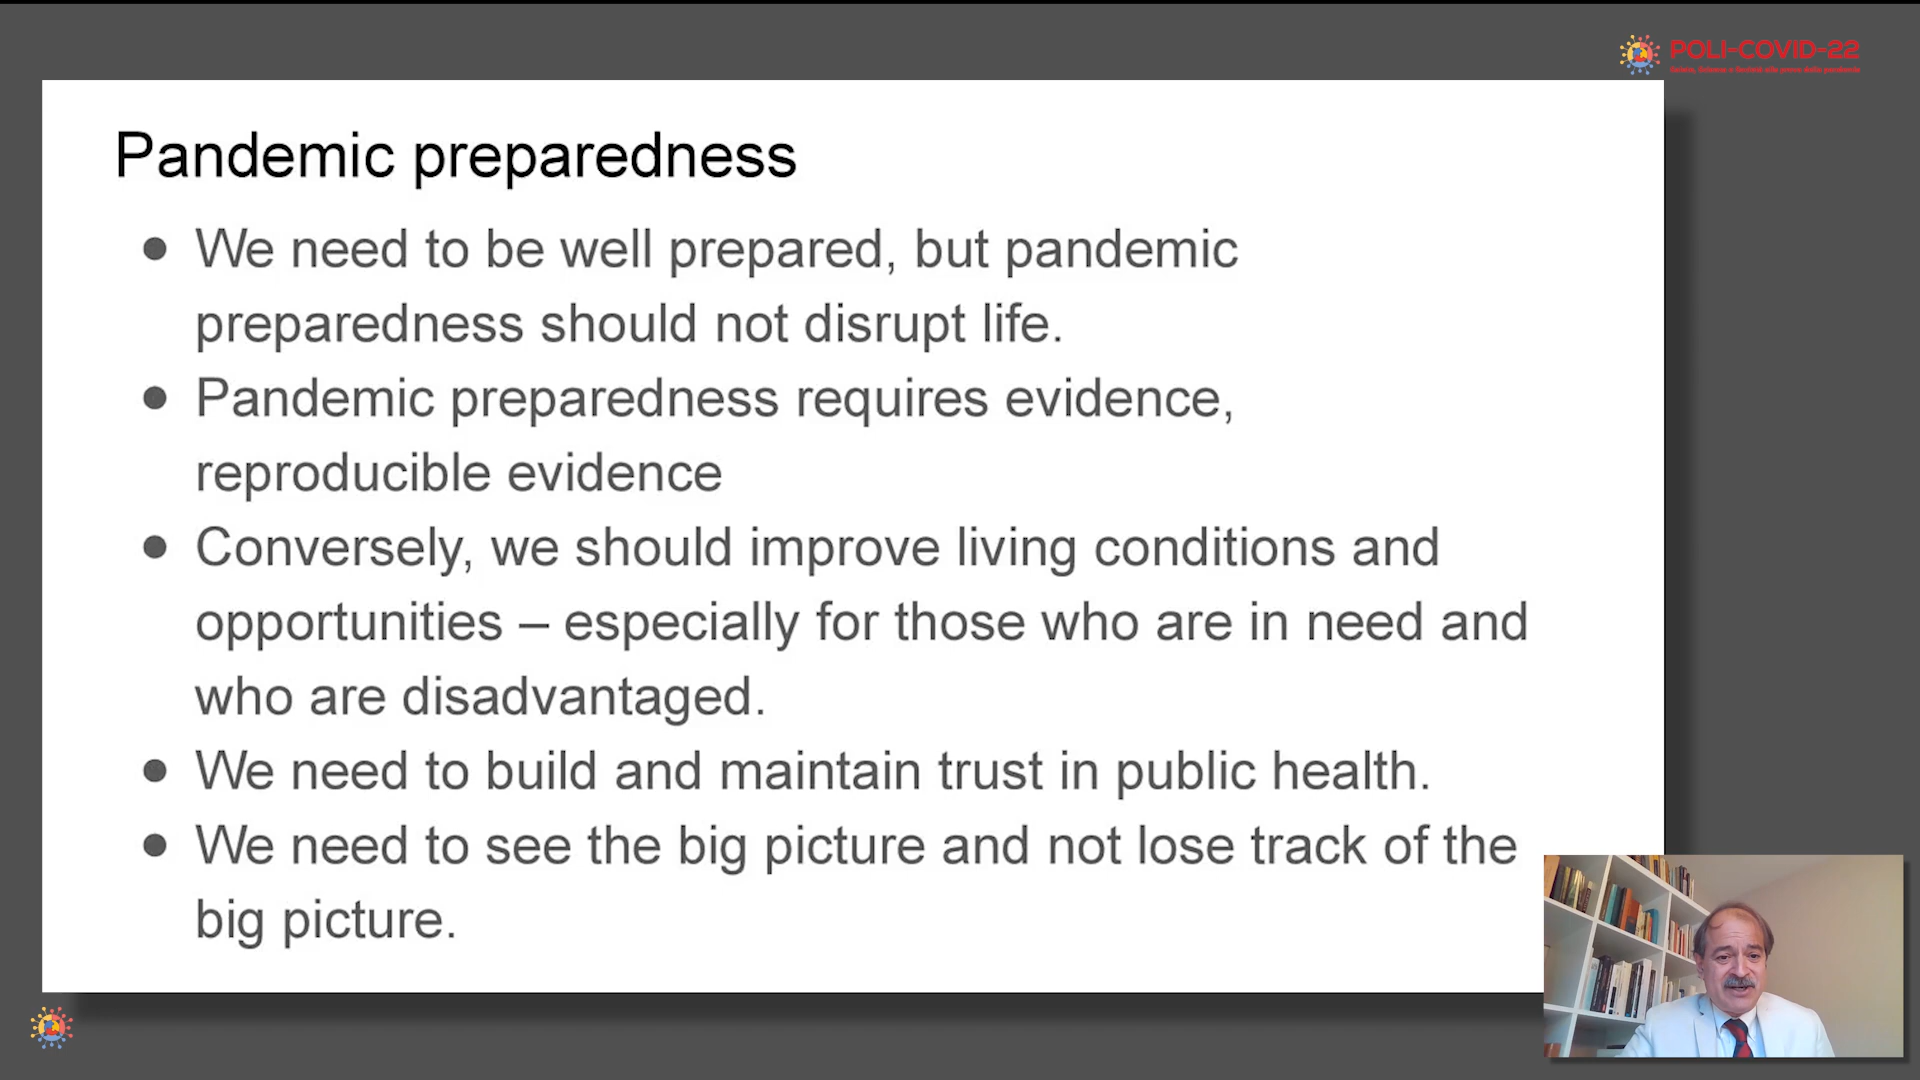 POLI-COVID-22
Pandemic preparedness
● We need to be well prepared, but pandemic
preparedness should not disrupt life.
● Pandemic preparedness requires evidence,
reproducible evidence
● Conversely, we should improve living conditions and
opportunities – especially for those who are in need and
who are disadvantaged.
● We need to build and maintain trust in public health.
● We need to see the big picture and not lose track of the
big picture.